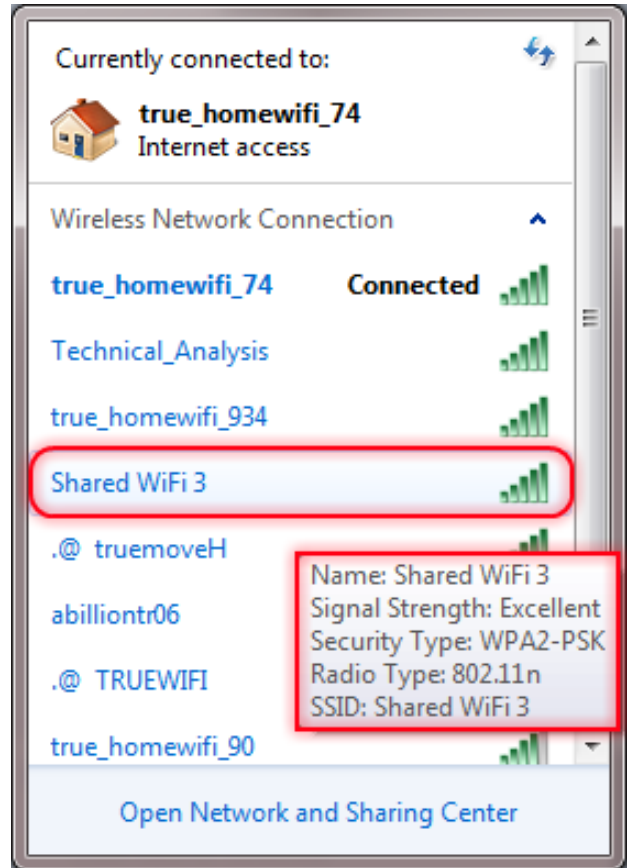 Currently connected to:
true_homewifi_74
Internet access
Wireless Network Connection
true_homewifi_74 Connected
Technical_Analysis
true_homewifi_934
Shared WiFi 3
.@ truemoveH
abilliontr06
.@ TRUEWIFI
true_homewifi_90
Name: Shared WiFi 3
Signal Strength: Excellent
Security Type: WPA2-PSK
Radio Type: 802.11n
SSID: Shared WiFi 3
Open Network and Sharing Center